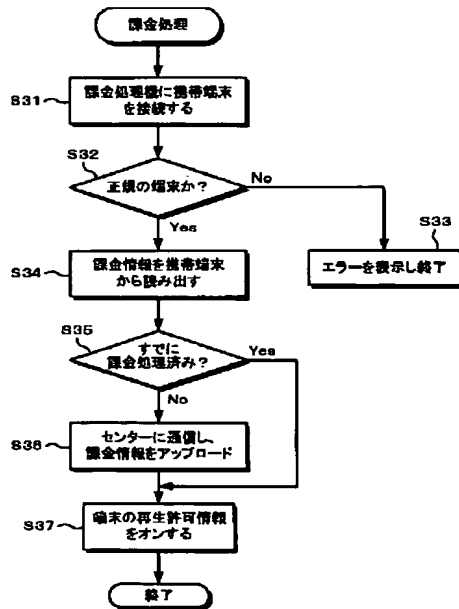 課金処理
S31
課金処理機に携帯端末
を接続する
S32
正規の端末か？
No
Yes
S33
エラーを表示し終了
S34
課金情報を携帯端末
から読み出す
S35
すでに
課金処理済み？
Yes
No
S36
センターに通信し、
課金情報をアップロード
S37
端末の再生許可情報
をオンする
終了